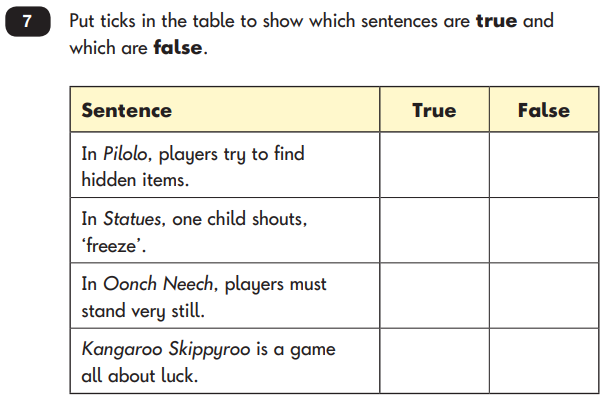 7
Put ticks in the table to show which sentences are true and
which are false.
Sentence True False
In Pilolo, players try to find
hidden items.
In Statues, one child shouts,
‘freeze’.
In Oonch Neech, players must
stand very still.
Kangaroo Skippyroo is a game
all about luck.